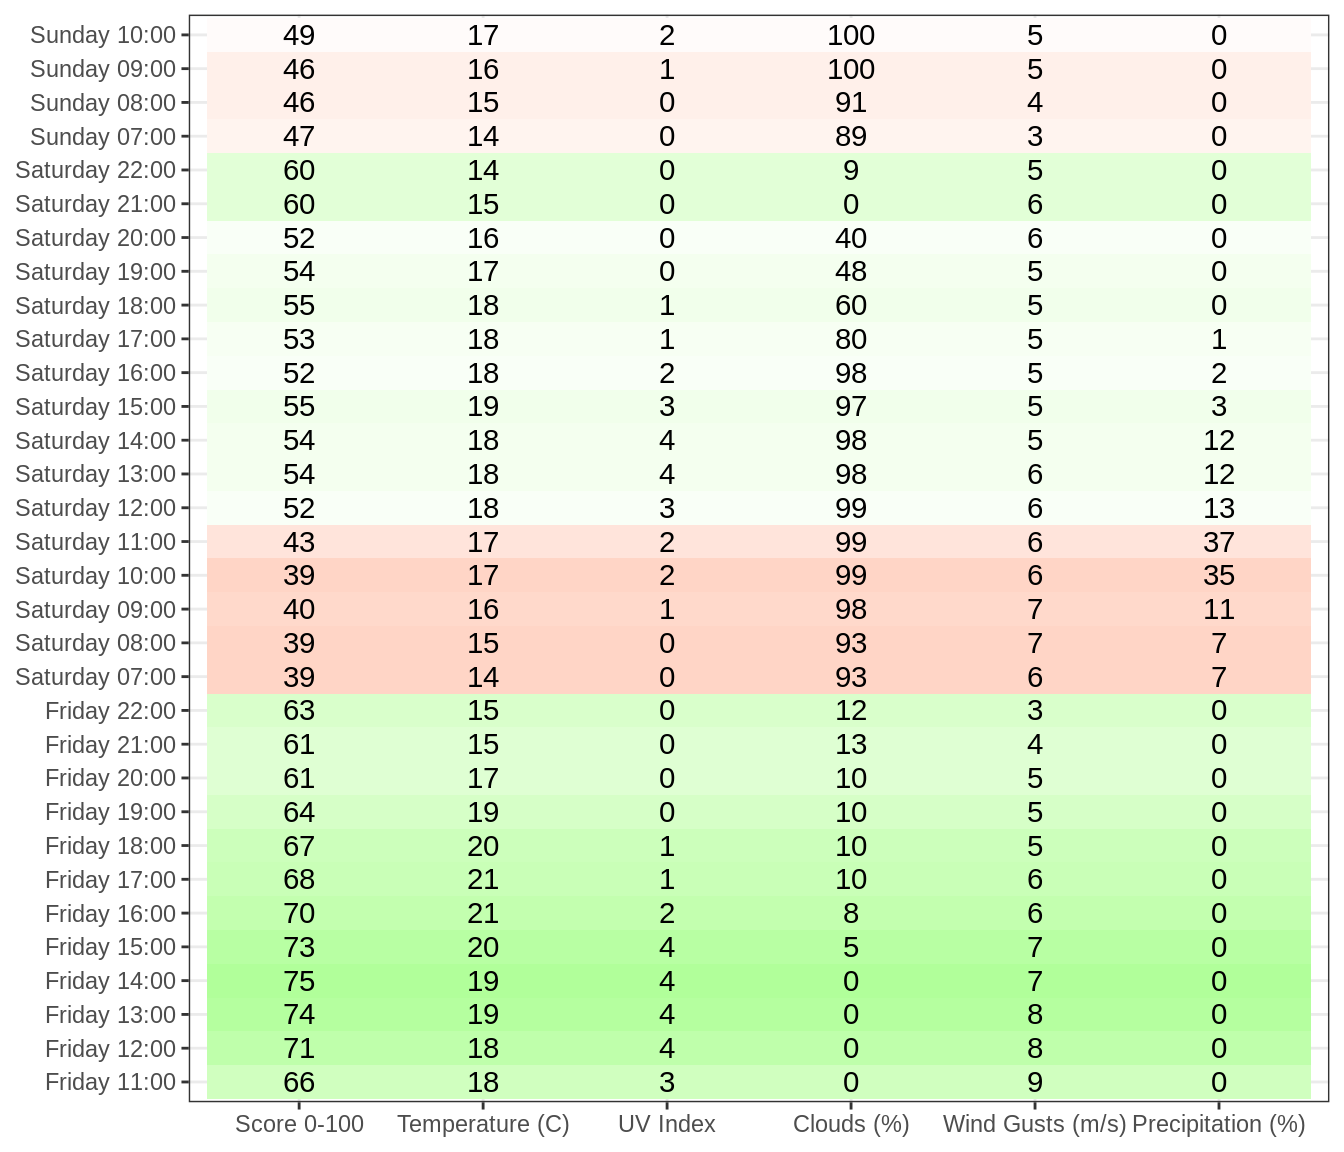 Sunday 10:00 49 17 2 100 5 0
Sunday 09:00 46 16 1 100 5 0
Sunday 08:00 46 15 0 91 4 0
Sunday 07:00 47 14 0 89 3 0
Saturday 22:00 60 14 0 9 5 0
Saturday 21:00 60 15 0 0 6 0
Saturday 20:00 52 16 0 40 6 0
Saturday 19:00 54 17 0 48 5 0
Saturday 18:00 55 18 1 60 5 0
Saturday 17:00 53 18 1 80 5 1
Saturday 16:00 52 18 2 98 5 2
Saturday 15:00 55 19 3 97 5 3
Saturday 14:00 54 18 4 98 5 12
Saturday 13:00 54 18 4 98 6 12
Saturday 12:00 52 18 3 99 6 13
Saturday 11:00 43 17 2 99 6 37
Saturday 10:00 39 17 2 99 6 35
Saturday 09:00 40 16 1 98 7 11
Saturday 08:00 39 15 0 93 7 7
Saturday 07:00 39 14 0 93 6 7
Friday 22:00 63 15 0 12 3 0
Friday 21:00 61 15 0 13 4 0
Friday 20:00 61 17 0 10 5 0
Friday 19:00 64 19 0 10 5 0
Friday 18:00 67 20 1 10 5 0
Friday 17:00 68 21 1 10 6 0
Friday 16:00 70 21 2 8 6 0
Friday 15:00 73 20 4 5 7 0
Friday 14:00 75 19 4 0 7 0
Friday 13:00 74 19 4 0 8 0
Friday 12:00 71 18 4 0 8 0
Friday 11:00 66 18 3 0 9 0
Score 0-100 Temperature (C) UV Index Clouds (%) Wind Gusts (m/s) Precipitation (%)